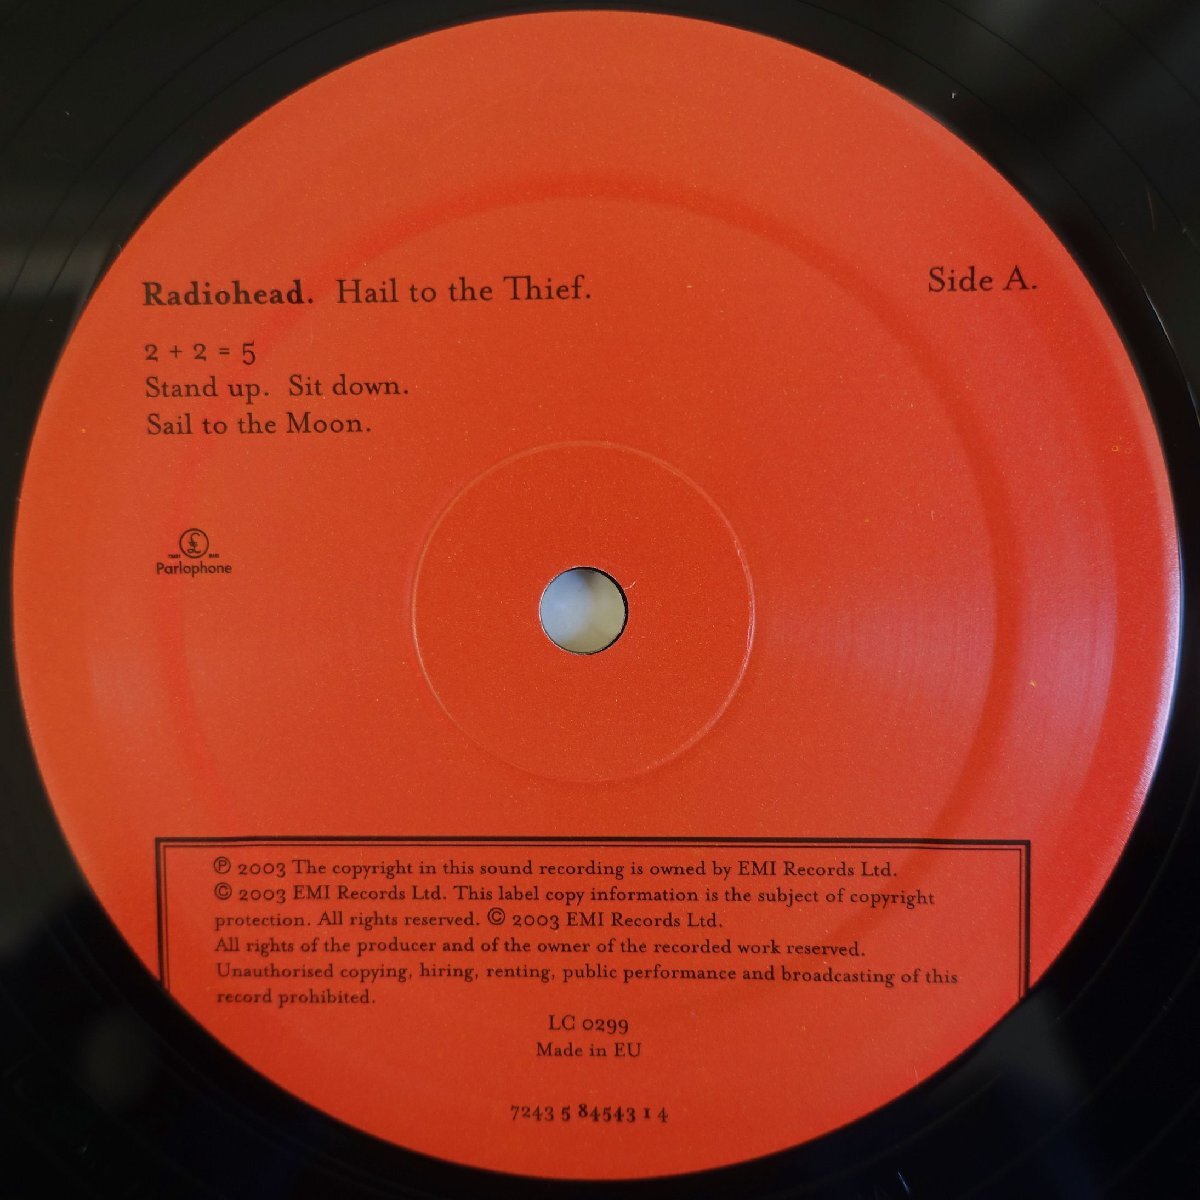 Radiohead. Hail to the Thief. Side A.
2 + 2 = 5
Stand up. Sit down.
Sail to the Moon.
£
Parlophone
℗ 2003 The copyright in this sound recording is owned by EMI Records Ltd.
© 2003 EMI Records Ltd. This label copy information is the subject of copyright
protection. All rights reserved. © 2003 EMI Records Ltd.
All rights of the producer and of the owner of the recorded work reserved.
Unauthorised copying, hiring, renting, public performance and broadcasting of this
record prohibited.
LC 0299
Made in EU
7243 5 84543 1 4